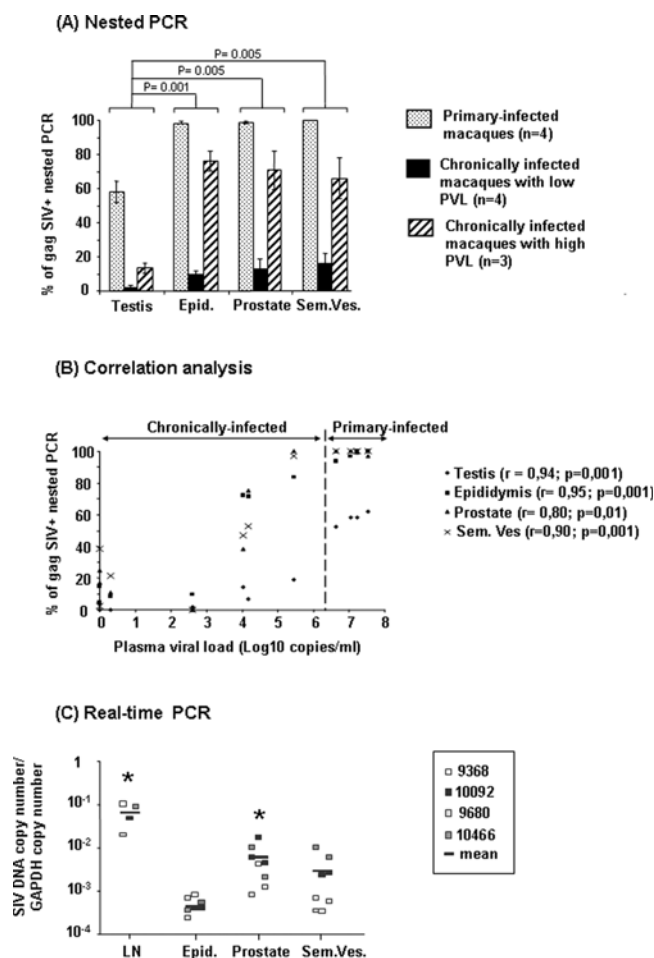 (A) Nested PCR
P= 0.005
P= 0.005
P= 0.001
% of gag SIV+ nested PCR
100
80
60
40
20
0
Testis
Epid.
Prostate
Sem.Ves.
Primary-infected
macaques (n=4)
Chronically infected
macaques with low
PVL (n=4)
Chronically infected
macaques with high
PVL (n=3)
(B) Correlation analysis
Chronically-infected
Primary-infected
% of gag SIV+ nested PCR
100
80
60
40
20
0
0 1 2 3 4 5 6 7 8
Plasma viral load (Log10 copies/ml)
Testis (r = 0,94; p=0,001)
Epididymis (r= 0,95; p=0,001)
Prostate (r= 0,80; p=0,01)
Sem. Ves (r=0,90; p=0,001)
(C) Real-time PCR
SIV DNA copy number/
GAPDH copy number
1
10-1
10-2
10-3
10-4
*
*
LN
Epid.
Prostate
Sem.Ves.
9368
10092
9680
10466
mean